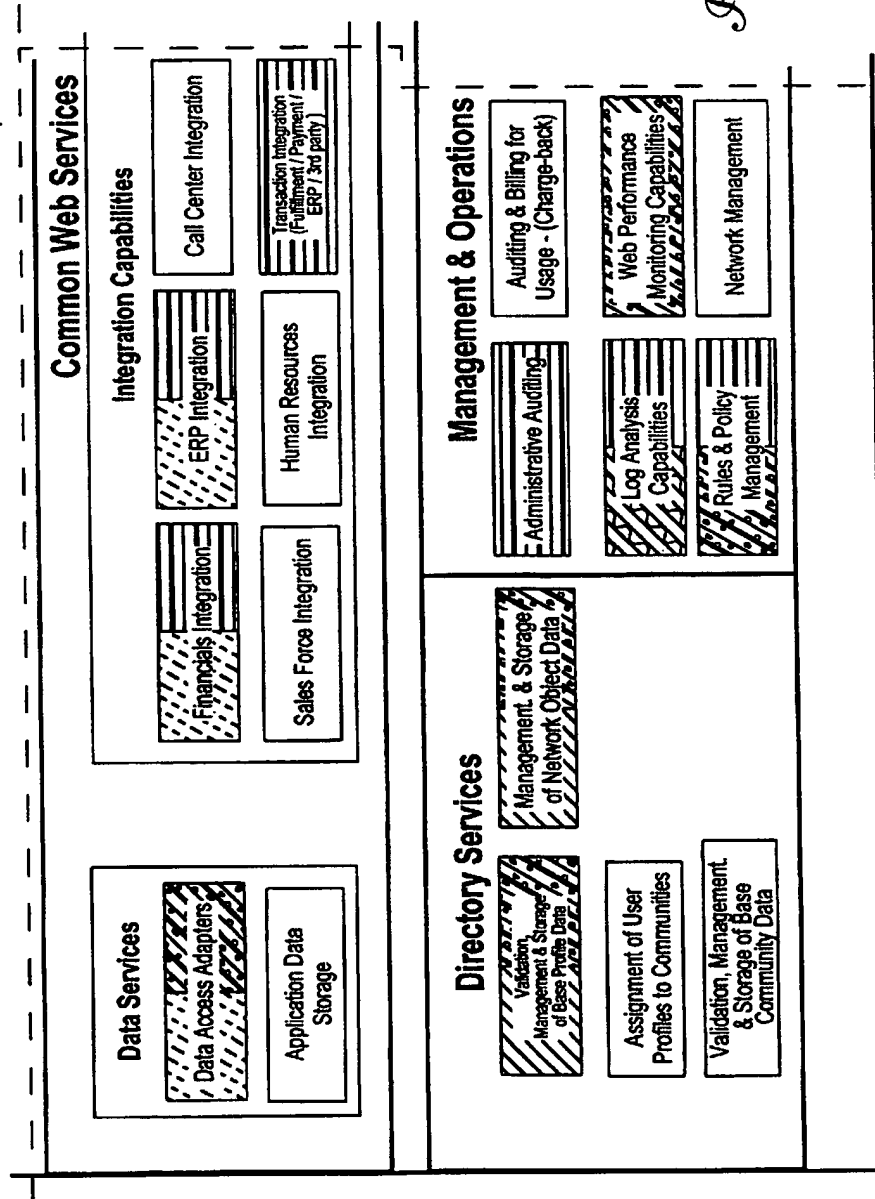 Common Web Services
Data Services
Data Access Adapters
Application Data
Storage
Integration Capabilities
Financials Integration
ERP Integration
Call Center Integration
Sales Force Integration
Human Resources
Integration
Transaction Integration
(Fulfillment / Payment /
ERP / 3rd party )
Directory Services
Validation,
Management & Storage
of Base Profile Data
Management. & Storage
of Network Object Data
Assignment of User
Profiles to Communities
Validation, Management.
& Storage of Base
Community Data
Management & Operations
Administrative Auditing
Auditing & Billing for
Usage - (Charge-back)
Log Analysis
Capabilities
Web Performance
Monitoring Capabilities
Rules & Policy
Management
Network Management